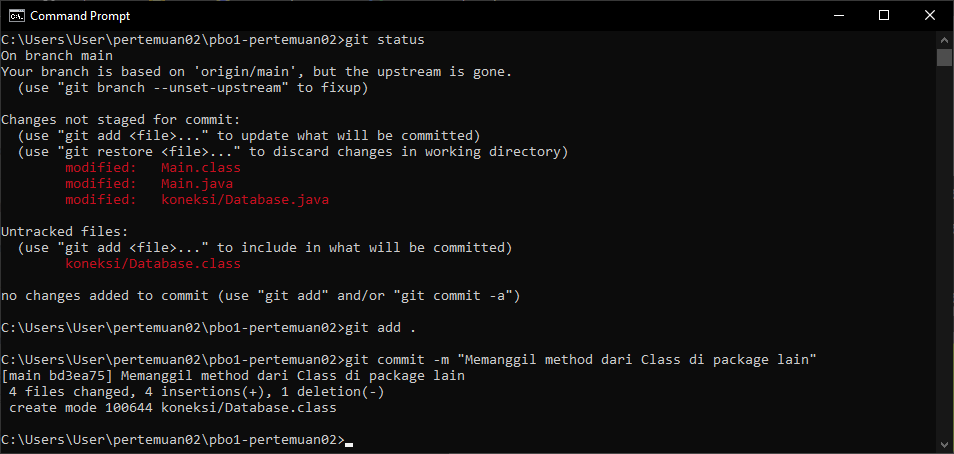 Command Prompt
C:\Users\User\pertemuan02\pbo1-pertemuan02>git status
On branch main
Your branch is based on 'origin/main', but the upstream is gone.
  (use "git branch --unset-upstream" to fixup)

Changes not staged for commit:
  (use "git add <file>..." to update what will be committed)
  (use "git restore <file>..." to discard changes in working directory)
        modified:   Main.class
        modified:   Main.java
        modified:   koneksi/Database.java

Untracked files:
  (use "git add <file>..." to include in what will be committed)
        koneksi/Database.class

no changes added to commit (use "git add" and/or "git commit -a")

C:\Users\User\pertemuan02\pbo1-pertemuan02>git add .

C:\Users\User\pertemuan02\pbo1-pertemuan02>git commit -m "Memanggil method dari Class di package lain"
[main bd3ea75] Memanggil method dari Class di package lain
 4 files changed, 4 insertions(+), 1 deletion(-)
 create mode 100644 koneksi/Database.class

C:\Users\User\pertemuan02\pbo1-pertemuan02>